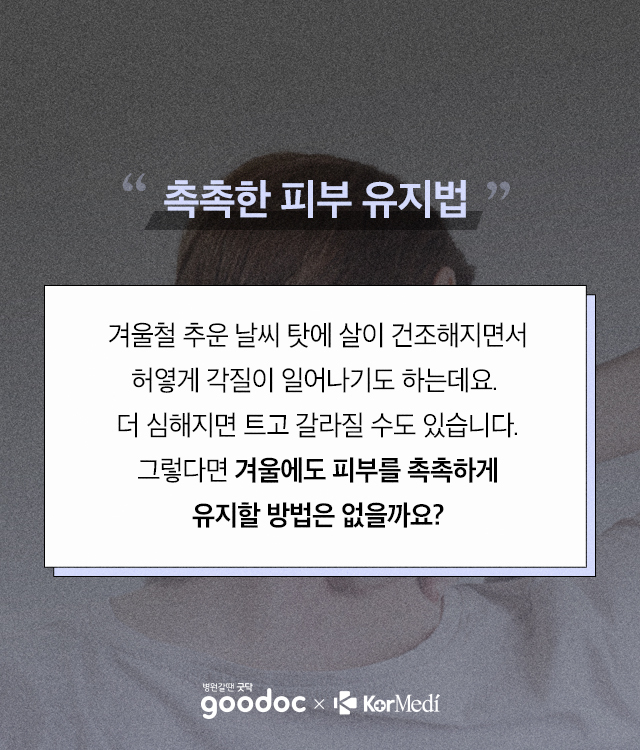 “ 촉촉한 피부 유지법 ”
겨울철 추운 날씨 탓에 살이 건조해지면서
허옇게 각질이 일어나기도 하는데요.
더 심해지면 트고 갈라질 수도 있습니다.
그렇다면 겨울에도 피부를 촉촉하게
유지할 방법은 없을까요?
병원갈땐 굿닥
goodoc × KorMedi